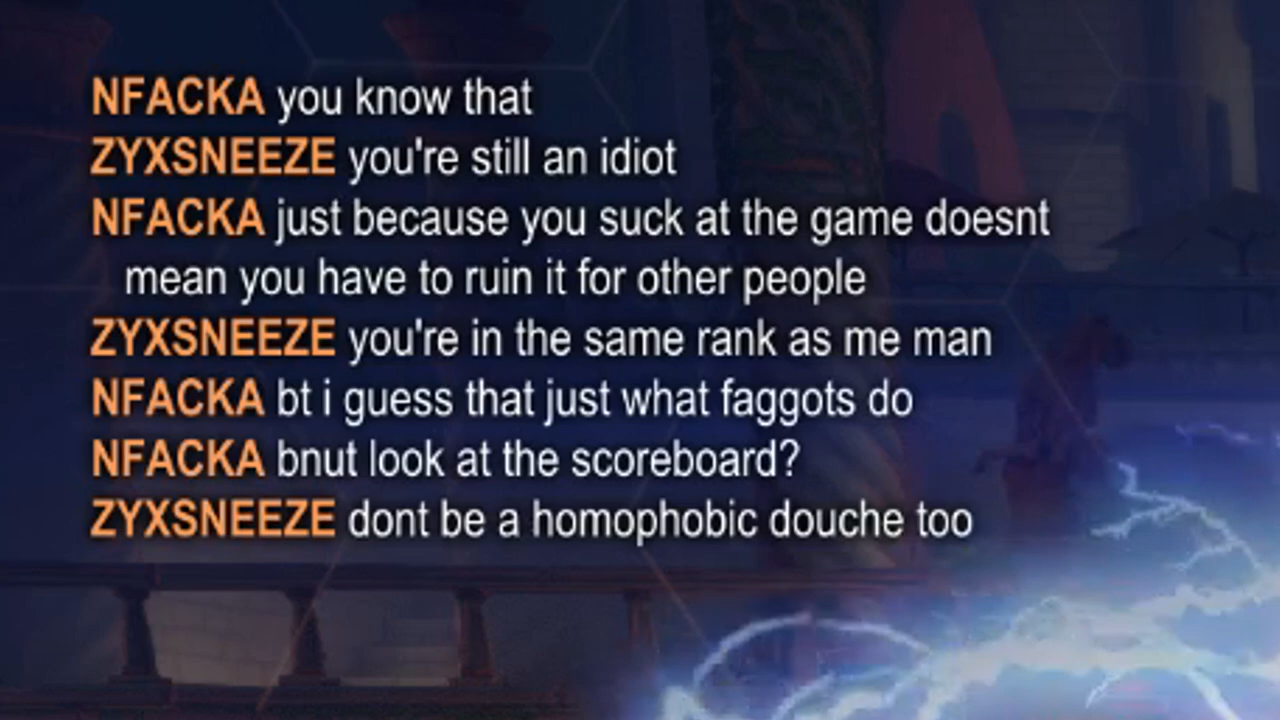 NFACKA you know that
ZYXSNEEZE you're still an idiot
NFACKA just because you suck at the game doesnt
mean you have to ruin it for other people
ZYXSNEEZE you're in the same rank as me man
NFACKA bt i guess that just what faggots do
NFACKA bnut look at the scoreboard?
ZYXSNEEZE dont be a homophobic douche too